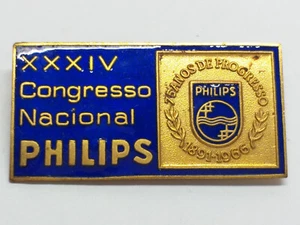 XXXIV
Congresso
Nacional
PHILIPS
75 ANOS DE PROGRESSO
PHILIPS
1891-1966